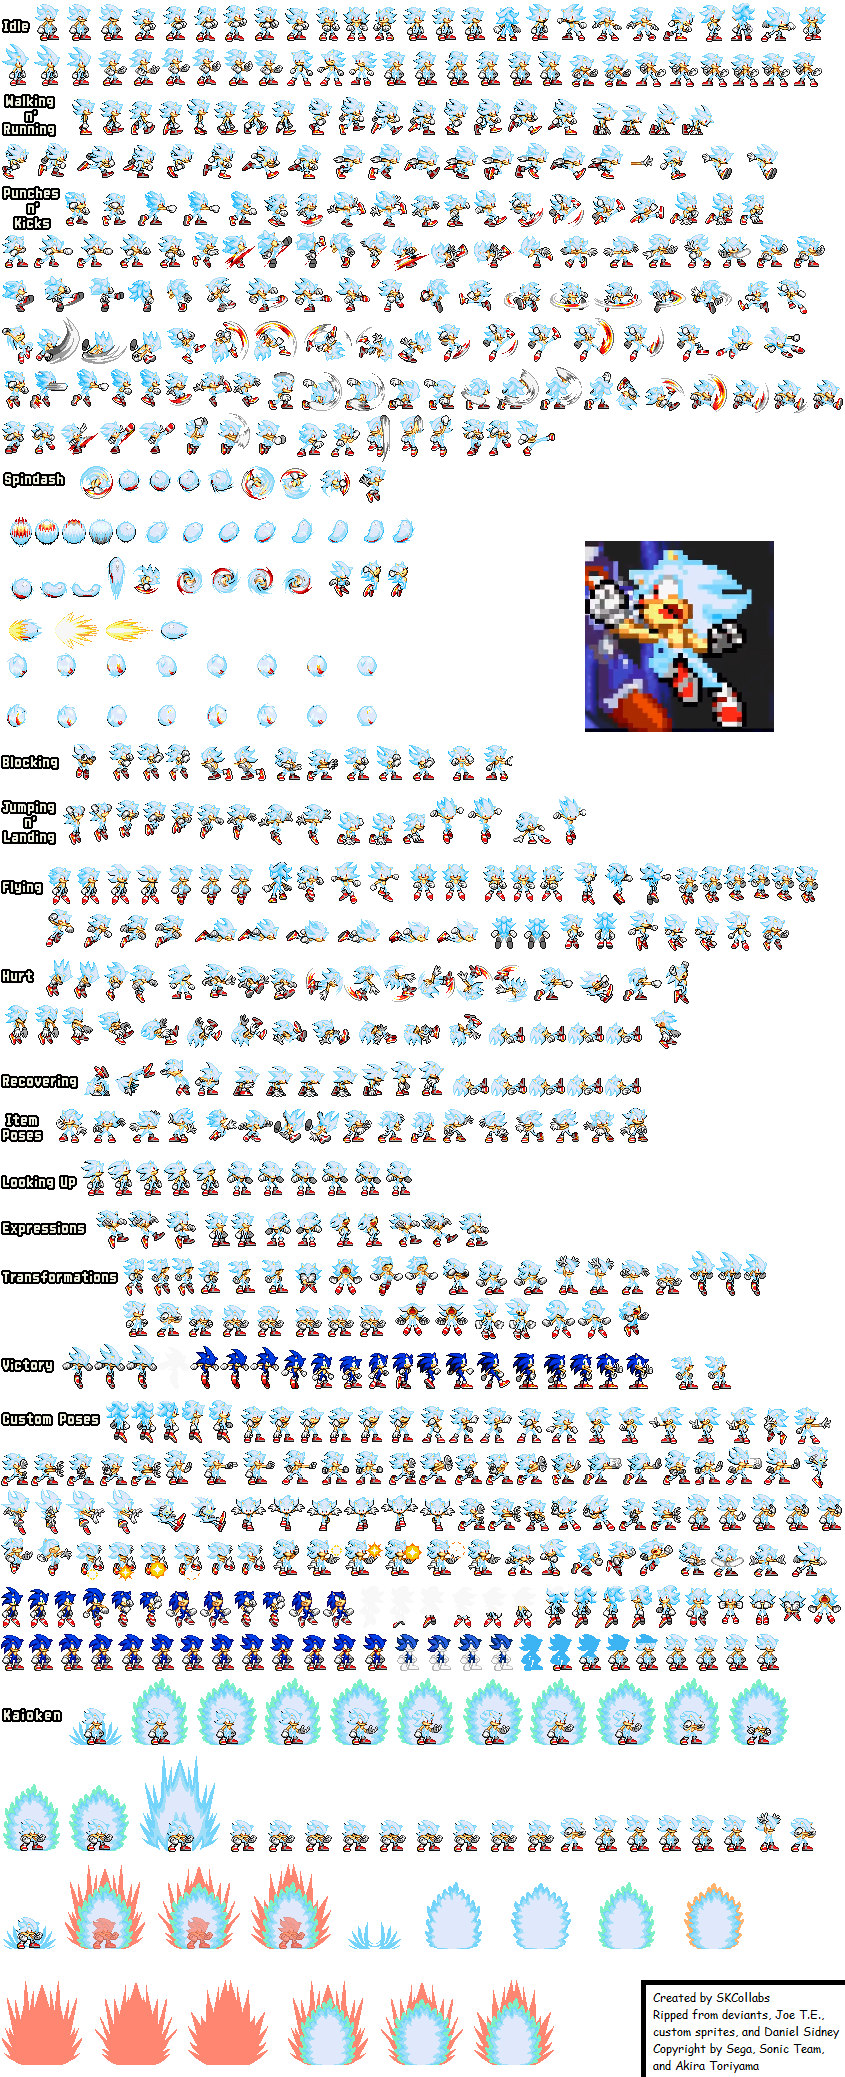 Idle
Walking
n'
Running
Punches
n'
Kicks
Spindash
Blocking
Jumping
n'
Landing
Flying
Hurt
Recovering
Item
Poses
Looking Up
Expressions
Transformations
Victory
Custom Poses
Kaioken
Created by SKCollabs
Ripped from deviants, Joe T.E.,
custom sprites, and Daniel Sidney
Copyright by Sega, Sonic Team,
and Akira Toriyama